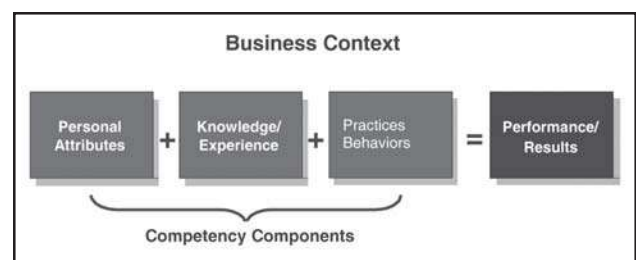 Business Context
Personal
Attributes
+
Knowledge/
Experience
+
Practices
Behaviors
=
Performance/
Results
Competency Components